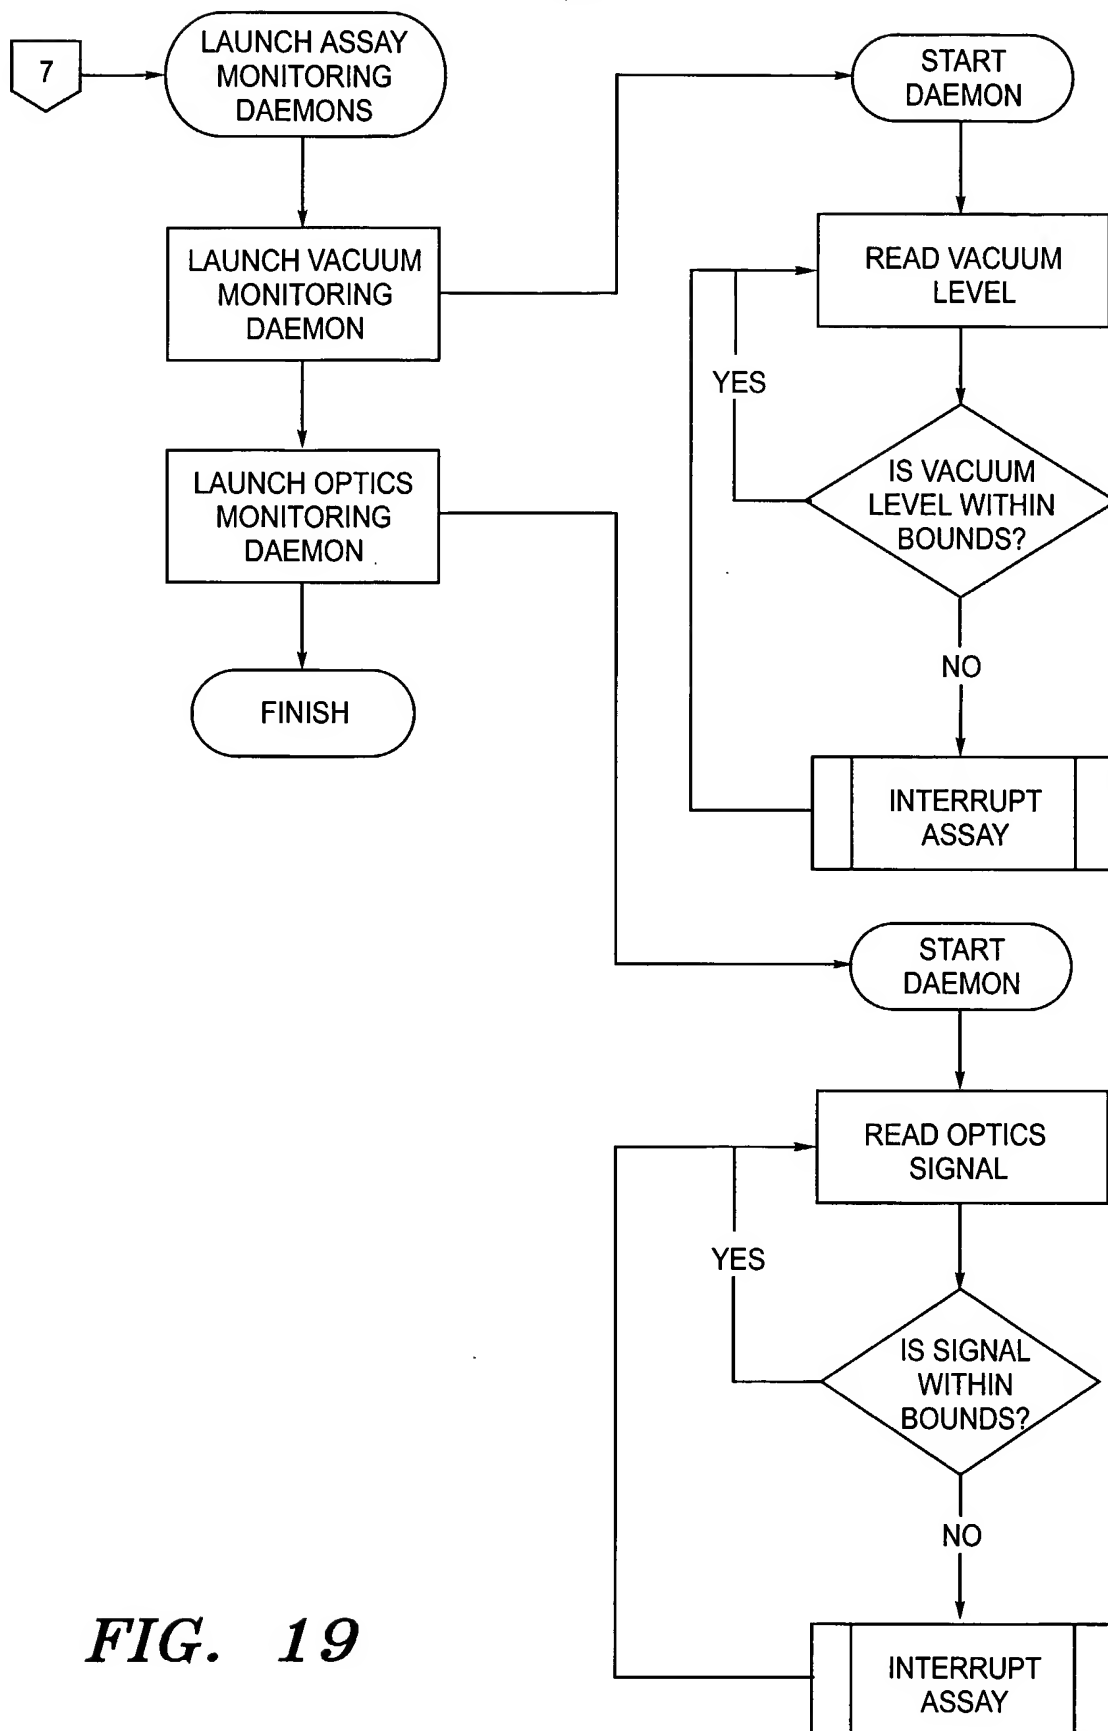 7
LAUNCH ASSAY
MONITORING
DAEMONS
LAUNCH VACUUM
MONITORING
DAEMON
LAUNCH OPTICS
MONITORING
DAEMON
FINISH
START
DAEMON
READ VACUUM
LEVEL
YES
IS VACUUM
LEVEL WITHIN
BOUNDS?
NO
INTERRUPT
ASSAY
START
DAEMON
READ OPTICS
SIGNAL
YES
IS SIGNAL
WITHIN
BOUNDS?
NO
INTERRUPT
ASSAY
FIG. 19